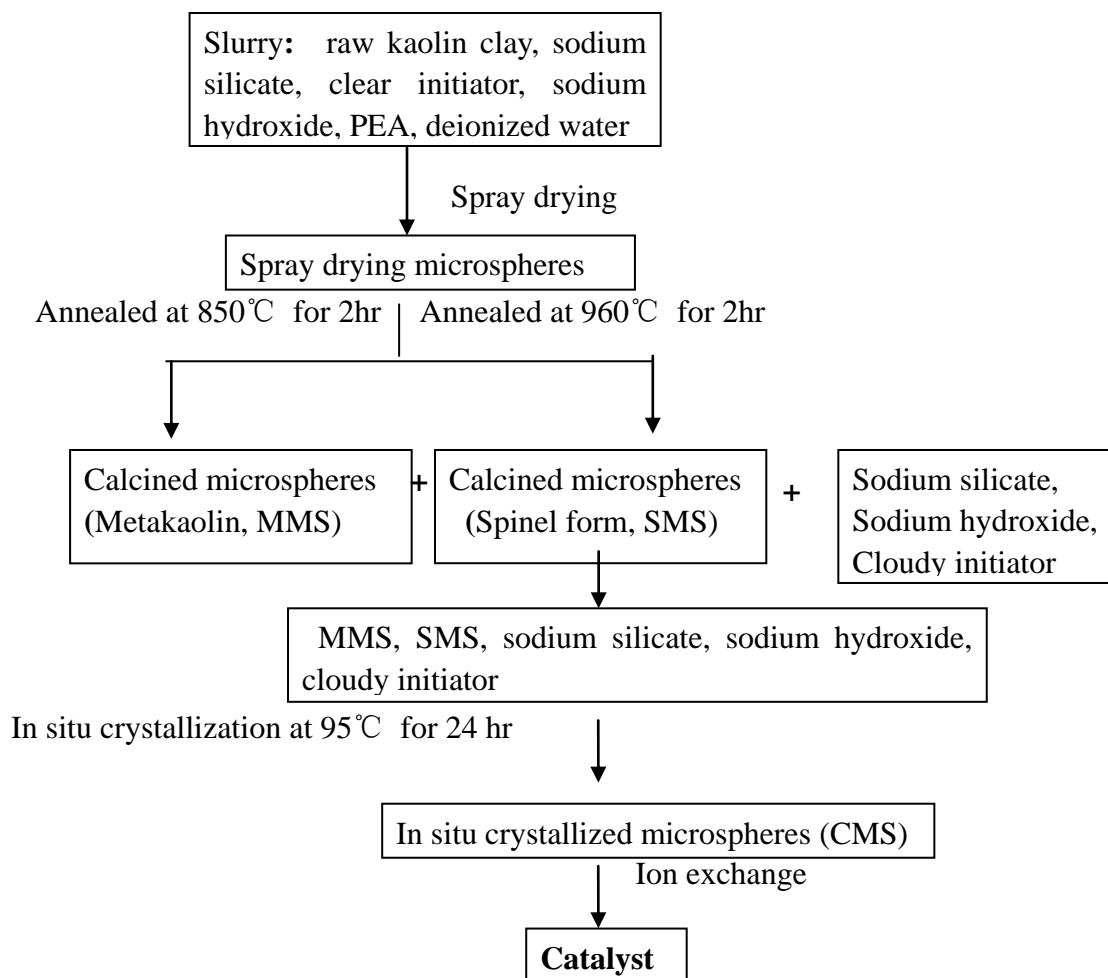 Slurry: raw kaolin clay, sodium
silicate, clear initiator, sodium
hydroxide, PEA, deionized water
Spray drying
Spray drying microspheres
Annealed at 850℃ for 2hr
Annealed at 960℃ for 2hr
Calcined microspheres
(Metakaolin, MMS)
+
Calcined microspheres
(Spinel form, SMS)
+
Sodium silicate,
Sodium hydroxide,
Cloudy initiator
MMS, SMS, sodium silicate, sodium hydroxide,
cloudy initiator
In situ crystallization at 95℃ for 24 hr
In situ crystallized microspheres (CMS)
Ion exchange
Catalyst